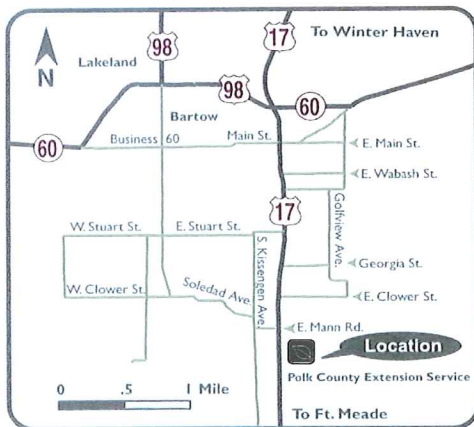 17
To Winter Haven
98
Lakeland
N
98
60
Bartow
60
Business 60
Main St.
E. Main St.
E. Wabash St.
17
Golfview Ave.
W. Stuart St.
E. Stuart St.
S. Kissengen Ave.
Georgia St.
W. Clower St.
Soledad Ave.
E. Clower St.
E. Mann Rd.
Location
Polk County Extension Service
0 .5 1 Mile
To Ft. Meade